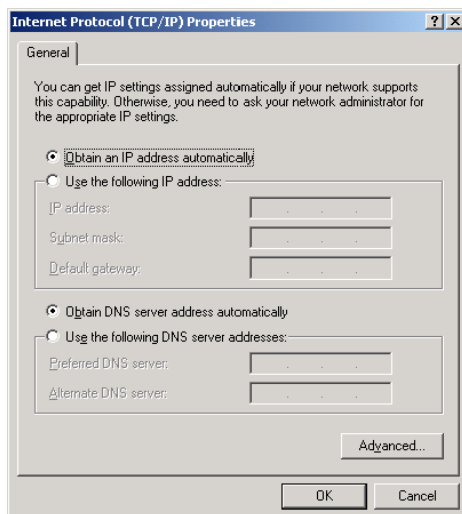 Internet Protocol (TCP/IP) Properties
General
You can get IP settings assigned automatically if your network supports
this capability. Otherwise, you need to ask your network administrator for
the appropriate IP settings.
Obtain an IP address automatically
Use the following IP address:
IP address:
Subnet mask:
Default gateway:
Obtain DNS server address automatically
Use the following DNS server addresses:
Preferred DNS server:
Alternate DNS server:
Advanced...
OK Cancel